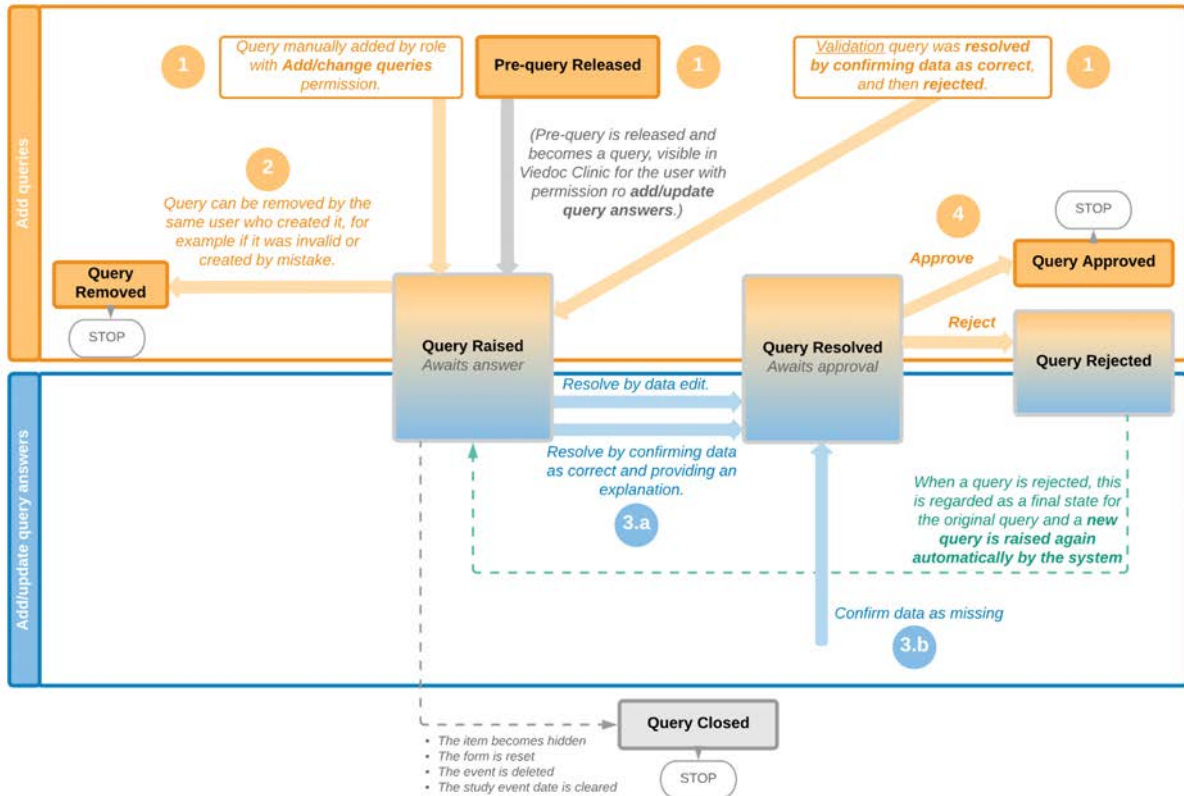 Add queries
1
Query manually added by role
with Add/change queries
permission.
Pre-query Released
1
Validation query was resolved
by confirming data as correct,
and then rejected.
1
(Pre-query is released and
becomes a query, visible in
Viedoc Clinic for the user with
permission ro add/update
query answers.)
2
Query can be removed by the
same user who created it, for
example if it was invalid or
created by mistake.
Query
Removed
STOP
4
STOP
Approve
Query Approved
Query Raised
Awaits answer
Query Resolved
Awaits approval
Reject
Query Rejected
Add/update query answers
Resolve by data edit.
Resolve by confirming data
as correct and providing an
explanation.
3.a
When a query is rejected, this
is regarded as a final state for
the original query and a new
query is raised again
automatically by the system
Confirm data as missing
3.b
Query Closed
STOP
• The item becomes hidden
• The form is reset
• The event is deleted
• The study event date is cleared